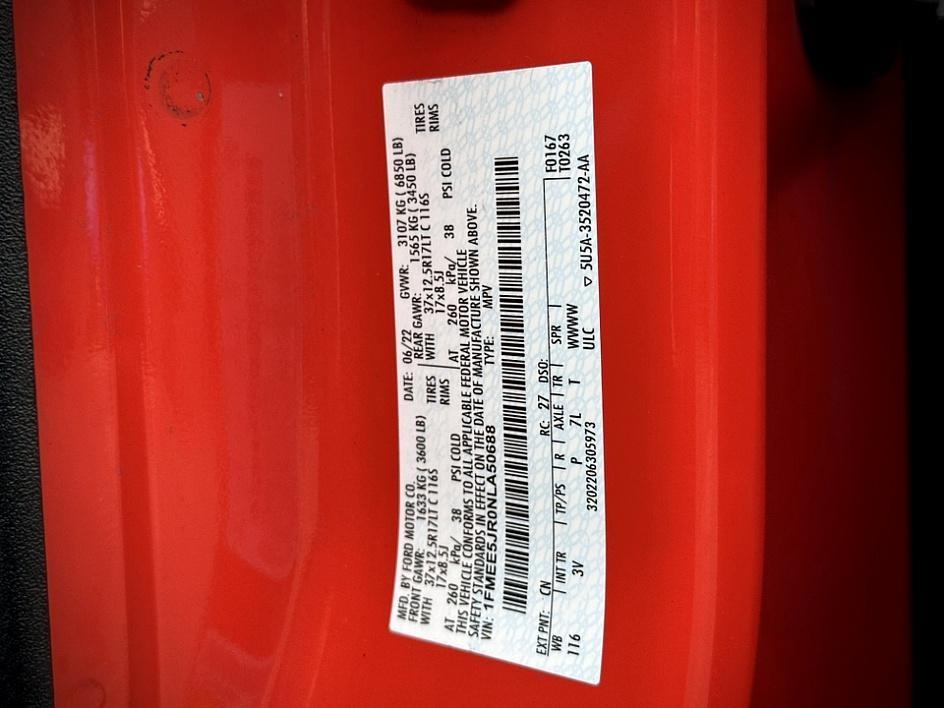 MFD. BY FORD MOTOR CO. DATE: 06/22 GVWR: 3107 KG ( 6850 LB)
FRONT GAWR: 1633 KG ( 3600 LB) REAR GAWR: 1565 KG ( 3450 LB)
WITH 37x12.5R17LT C 116S TIRES WITH 37x12.5R17LT C 116S TIRES
17x8.5J RIMS 17x8.5J RIMS
AT 260 kPa/ 38 PSI COLD AT 260 kPa/ 38 PSI COLD
THIS VEHICLE CONFORMS TO ALL APPLICABLE FEDERAL MOTOR VEHICLE
SAFETY STANDARDS IN EFFECT ON THE DATE OF MANUFACTURE SHOWN ABOVE.
VIN: 1FMEE5JR0NLA50688 TYPE: MPV
EXT PNT: CN RC: 27 DSO: F0167
WB INT TR TP/PS R AXLE TR SPR T0263
116 3V P 7L T WWWW
ULC
3202206305973 ▽ 5U5A-3520472-AA